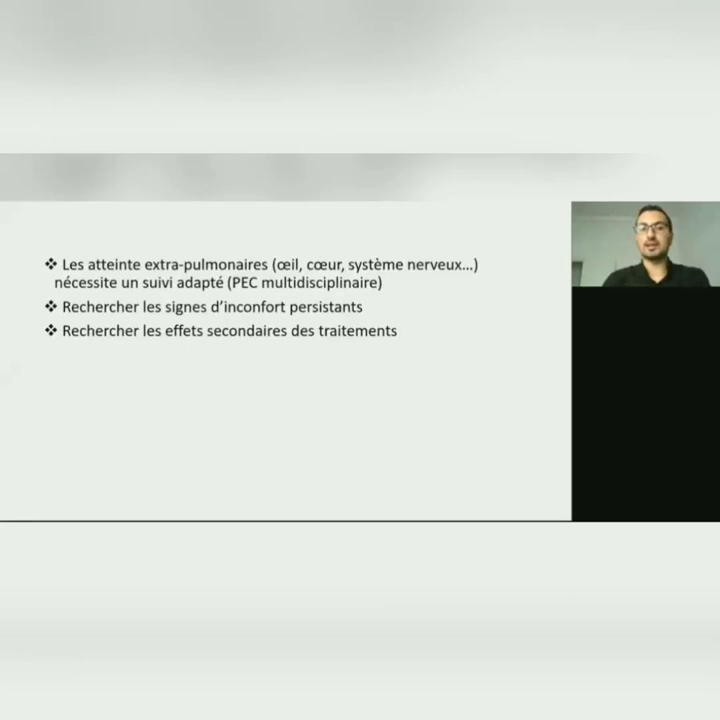 ❖ Les atteinte extra-pulmonaires (œil, cœur, système nerveux...)
nécessite un suivi adapté (PEC multidisciplinaire)
❖ Rechercher les signes d’inconfort persistants
❖ Rechercher les effets secondaires des traitements